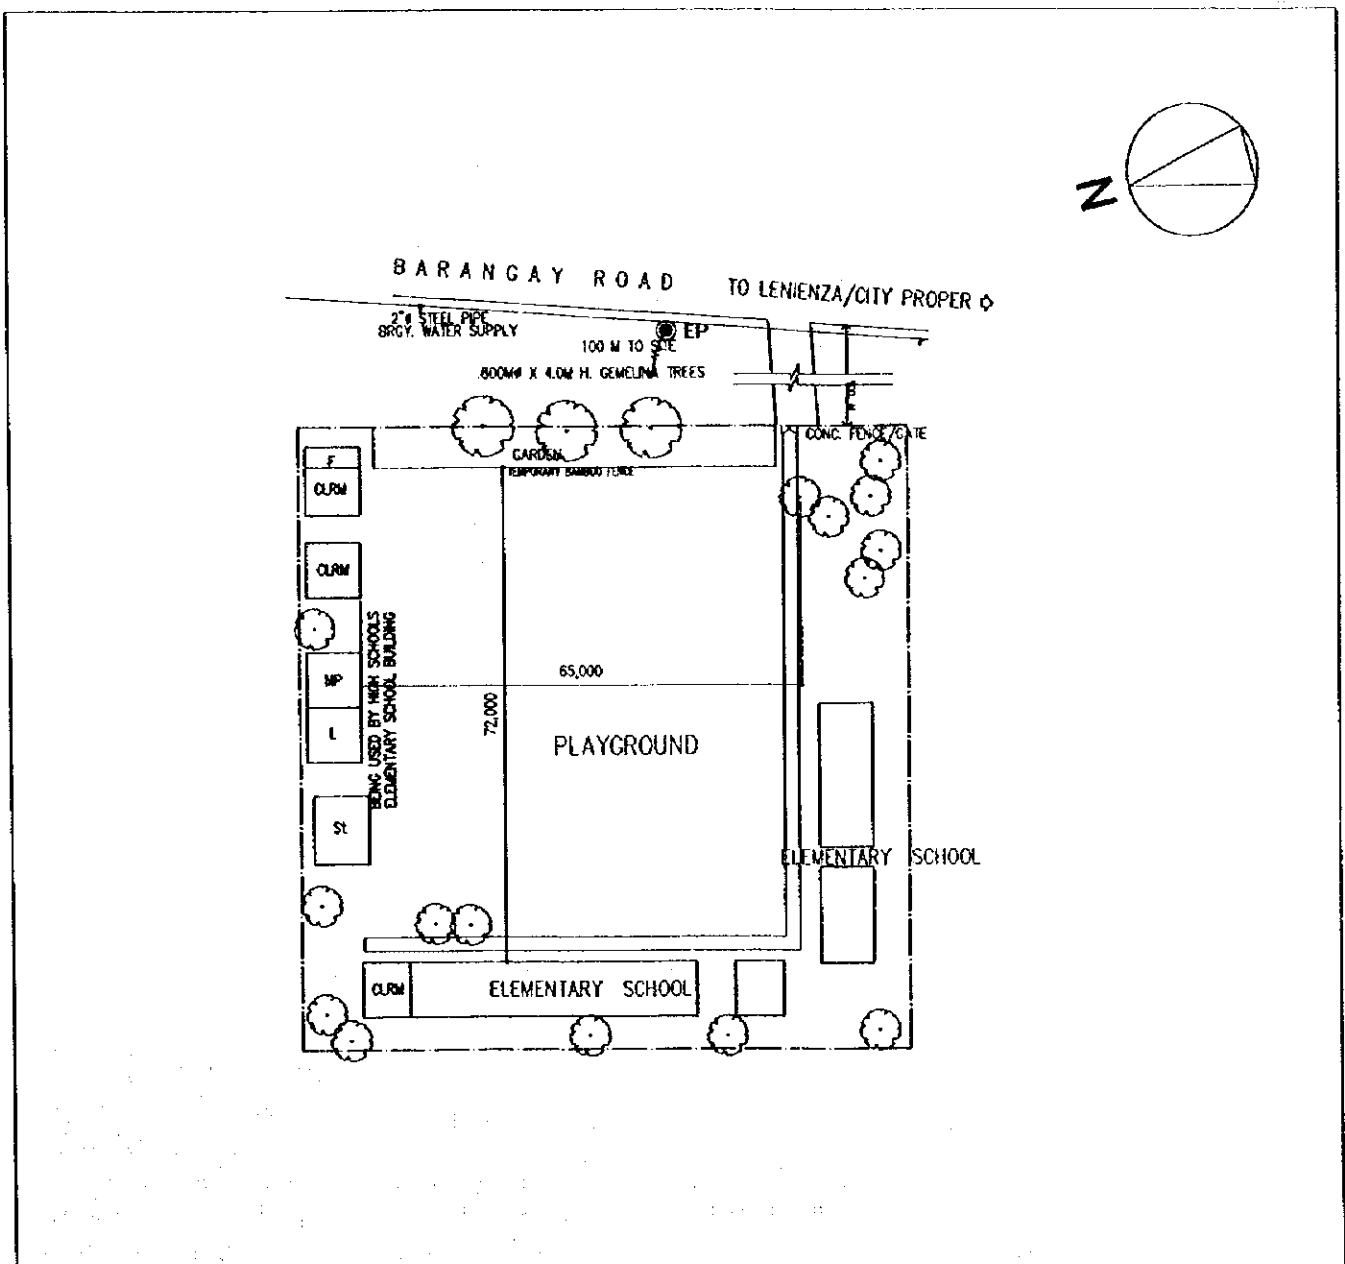 N
BARANGAY ROAD
TO LENIENZA/CITY PROPER
2"ø STEEL PIPE
BRGY. WATER SUPPLY
EP
100 M TO SITE
.600Mø X 4.0M H. GEMELINA TREES
CONC. FENCE/GATE
GARDEN
TEMPORARY BAMBOO FENCE
F
CLRM
CLRM
BEING USED BY HIGH SCHOOLS
ELEMENTARY SCHOOL BUILDING
MP
L
St
65,000
72,000
PLAYGROUND
ELEMENTARY SCHOOL
CLRM
ELEMENTARY SCHOOL